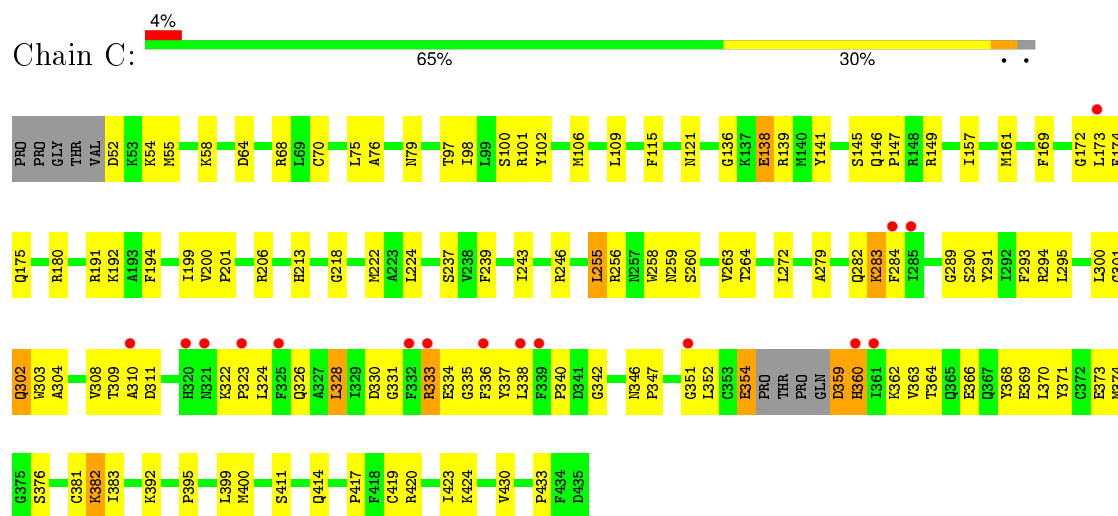 4%
Chain C:
65% 30% • •
PRO PRO GLY THR VAL D52 K53 K54 M55 K58 D64 R68 L69 C70 L75 A76 N79 T97 I98 L99 S100 R101 Y102 M106 L109 F115 N121 G136 K137 E138 R139 M140 Y141 S145 Q146 P147 R148 R149 I157 M161 F169 G172 L173 E174
Q175 R180 R191 K192 A193 F194 I199 V200 P201 R206 H213 G218 M222 A223 L224 S237 V238 F239 I243 R246 L255 R256 N257 W258 N259 S260 V263 T264 L272 A279 Q282 K283 F284 I285 G289 S290 Y291 I292 F293 R294 L295 L300 G301
Q302 W303 A304 V308 T309 A310 D311 H320 N321 K322 P323 L324 F325 Q326 A327 L328 I329 D330 G331 F332 R333 E334 G335 F336 Y337 L338 F339 P340 D341 G342 N346 P347 G351 L352 C353 E354 PRO THR PRO GLN D359 H360 I361 K362 V363 T364 Q365 E366 Q367 Y368 E369 L370 Y371 C372 E373 M374
G375 S376 C381 K382 I383 K392 P395 L399 M400 S411 Q414 P417 F418 C419 R420 I423 K424 V430 P433 F434 D435